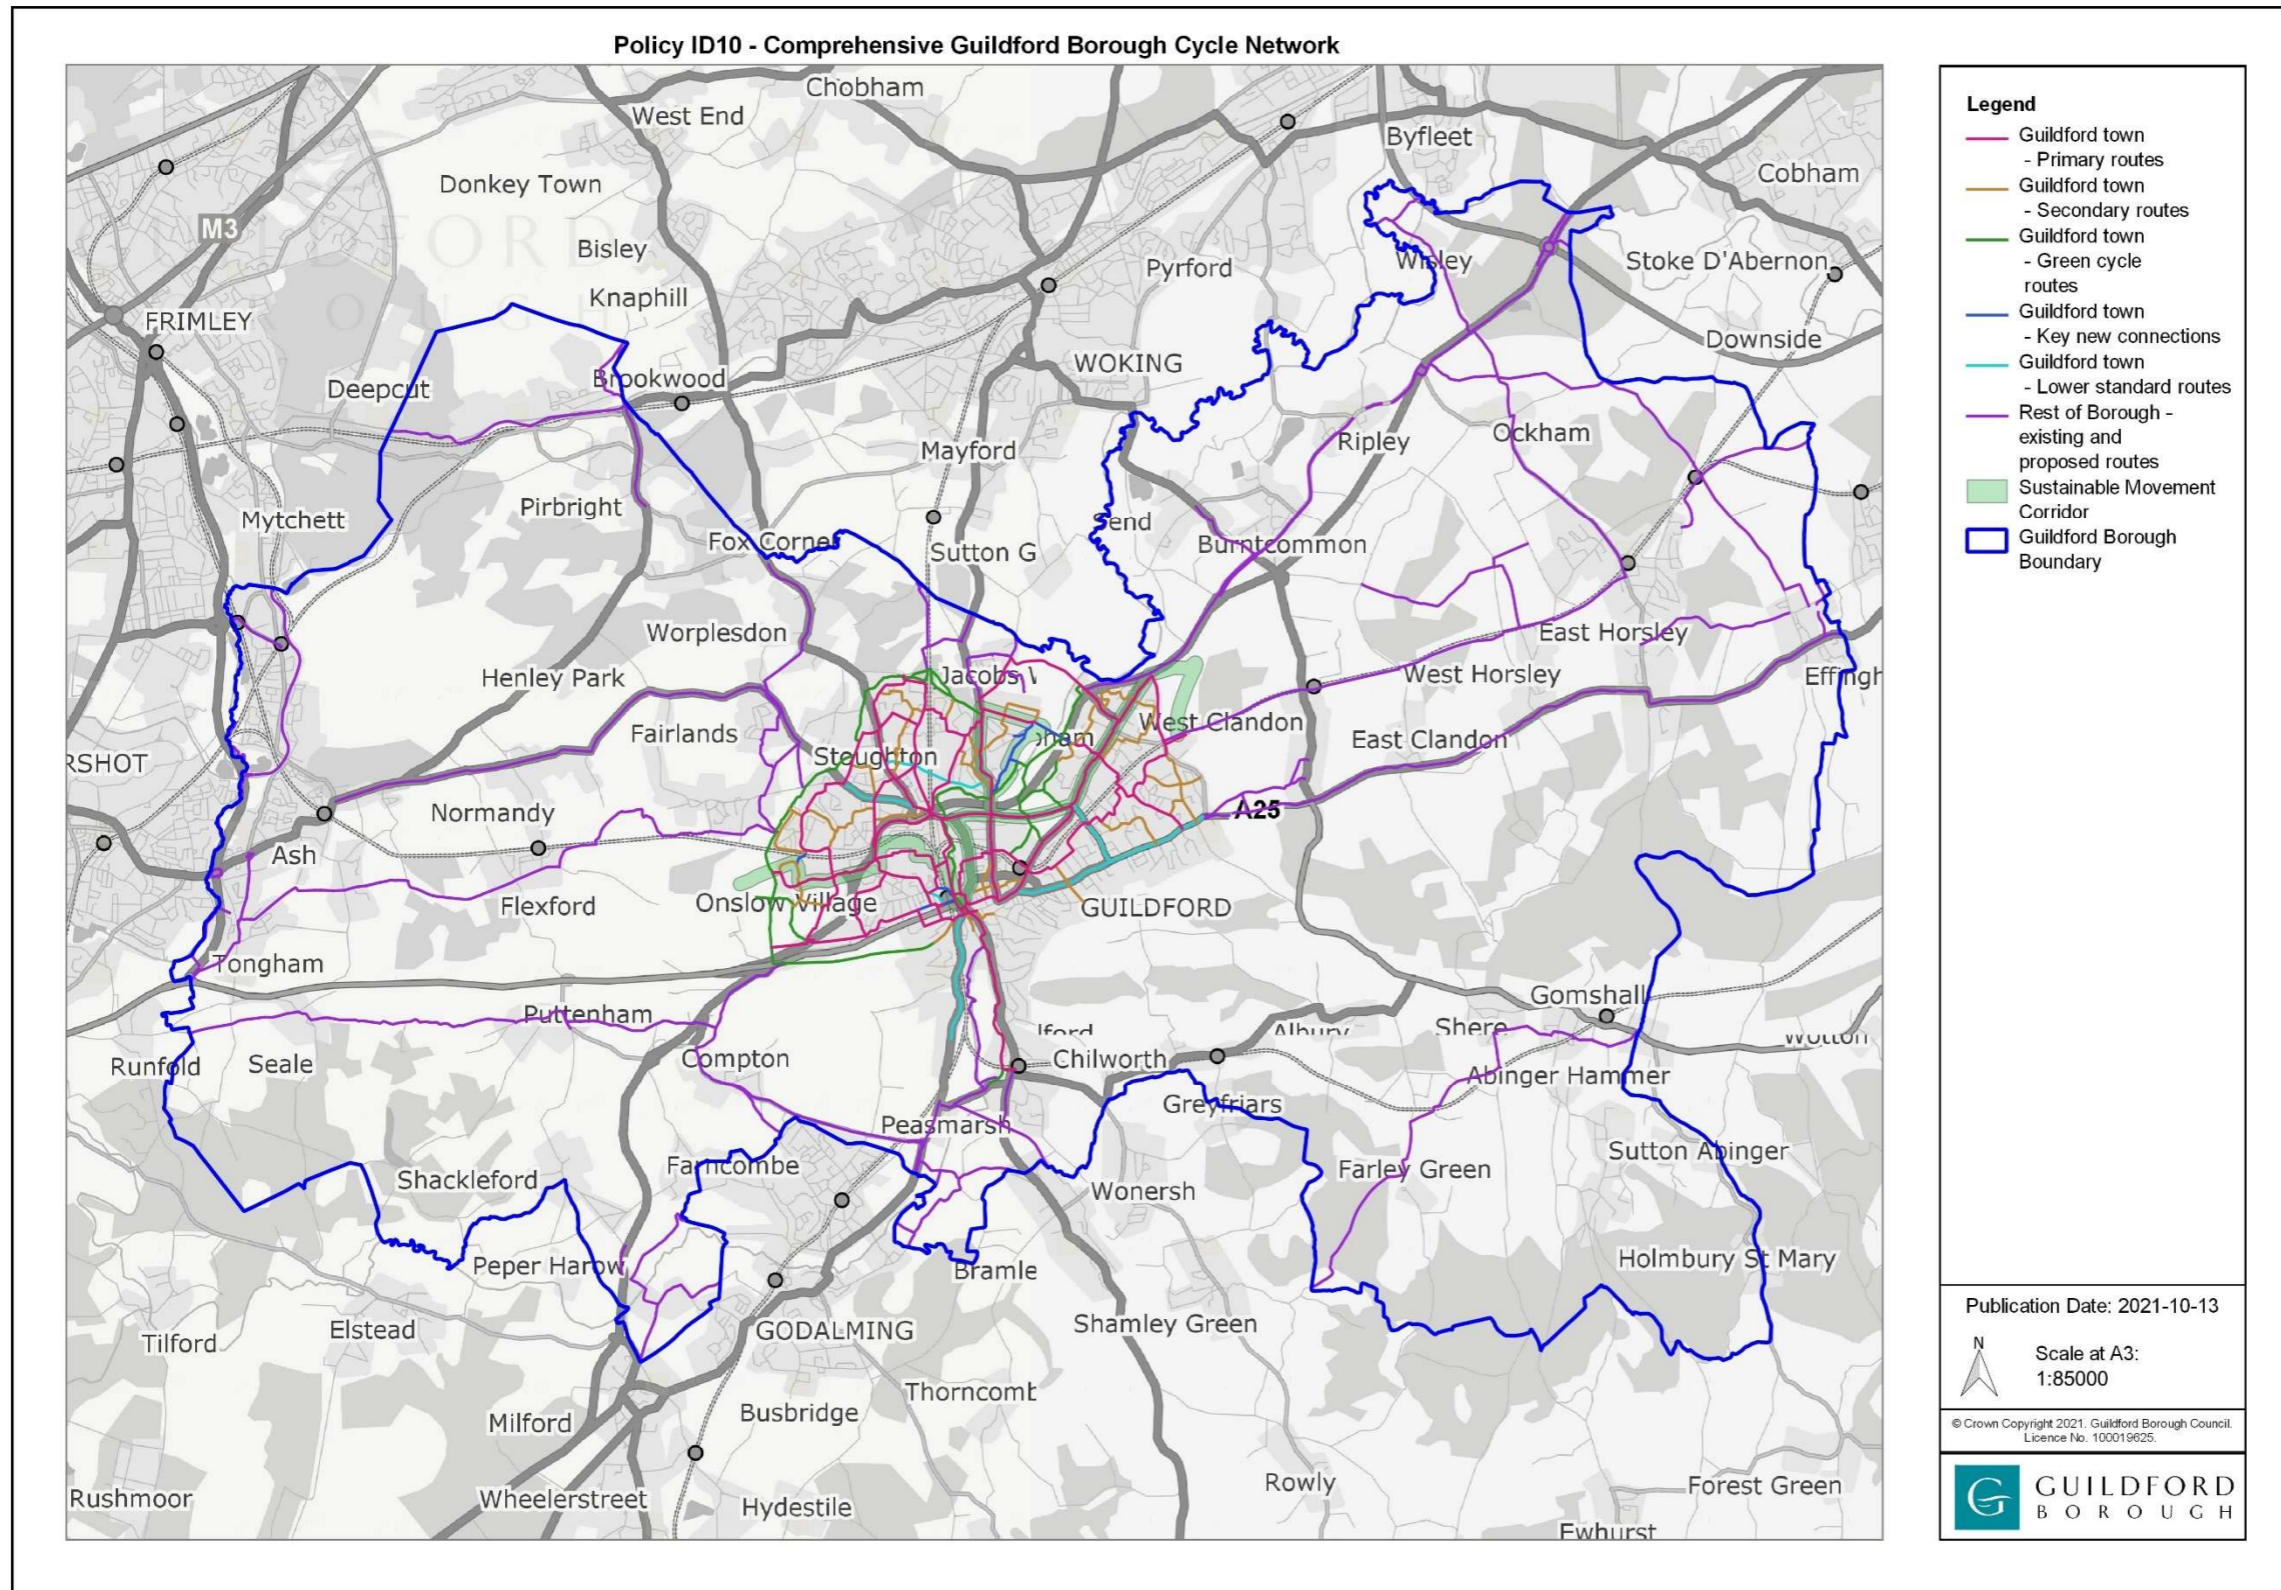 Policy ID10 - Comprehensive Guildford Borough Cycle Network
Chobham
West End
Byfleet
Cobham
Donkey Town
M3
Bisley
Pyrford
Wisley
Stoke D'Abernon
Knaphill
FRIMLEY
Downside
WOKING
Brookwood
Deepcut
Ockham
Ripley
Mayford
Pirbright
Mytchett
Send
Fox Corner
Sutton G
Burntcommon
Worplesdon
East Horsley
Henley Park
Jacobs
West Horsley
Effingh
West Clandon
Fairlands
East Clandon
Stoughton
RSHOT
A25
Normandy
Ash
Onslow Village
Flexford
GUILDFORD
Tongham
Gomshall
Puttenham
Shere
Albury
lford
Wotton
Compton
Chilworth
Runfold
Seale
Abinger Hammer
Greyfriars
Peasmarsh
Sutton Abinger
Farncombe
Farley Green
Shackleford
Wonersh
Holmbury St Mary
Peper Harow
Bramle
Shamley Green
GODALMING
Elstead
Tilford
Thorncomb
Busbridge
Milford
Rowly
Forest Green
Rushmoor
Wheelerstreet
Hydestile
Ewhurst
Legend
Guildford town
- Primary routes
Guildford town
- Secondary routes
Guildford town
- Green cycle
routes
Guildford town
- Key new connections
Guildford town
- Lower standard routes
Rest of Borough -
existing and
proposed routes
Sustainable Movement
Corridor
Guildford Borough
Boundary
Publication Date: 2021-10-13
N
Scale at A3:
1:85000
© Crown Copyright 2021. Guildford Borough Council.
Licence No. 100019625.
G
GUILDFORD
BOROUGH